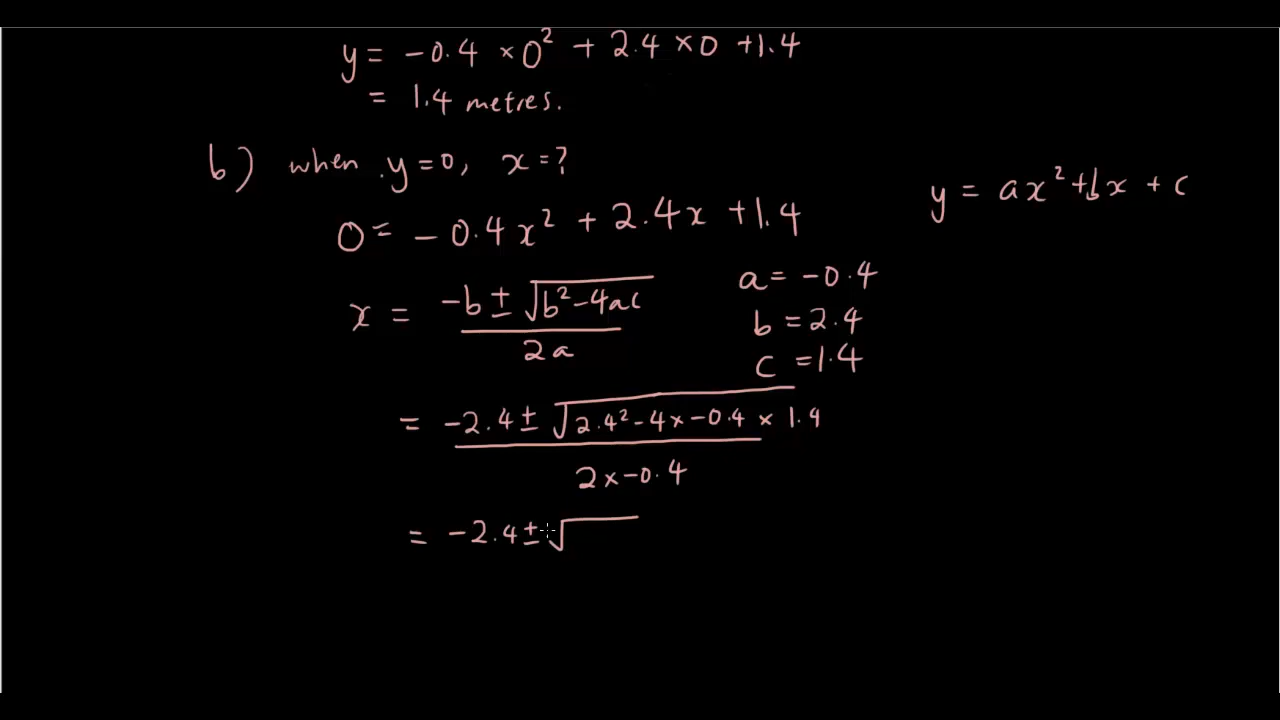 y = -0.4 ×0² + 2.4 ×0 +1.4
= 1.4 metres.
b) when y=0, x=?
y = ax²+bx + c
0= -0.4x² + 2.4x +1.4
x = (-b ± √(b²-4ac))/2a
a = -0.4
b = 2.4
c = 1.4
= (-2.4 ± √(2.4²-4×-0.4 × 1.4))/(2×-0.4)
= -2.4 ± √